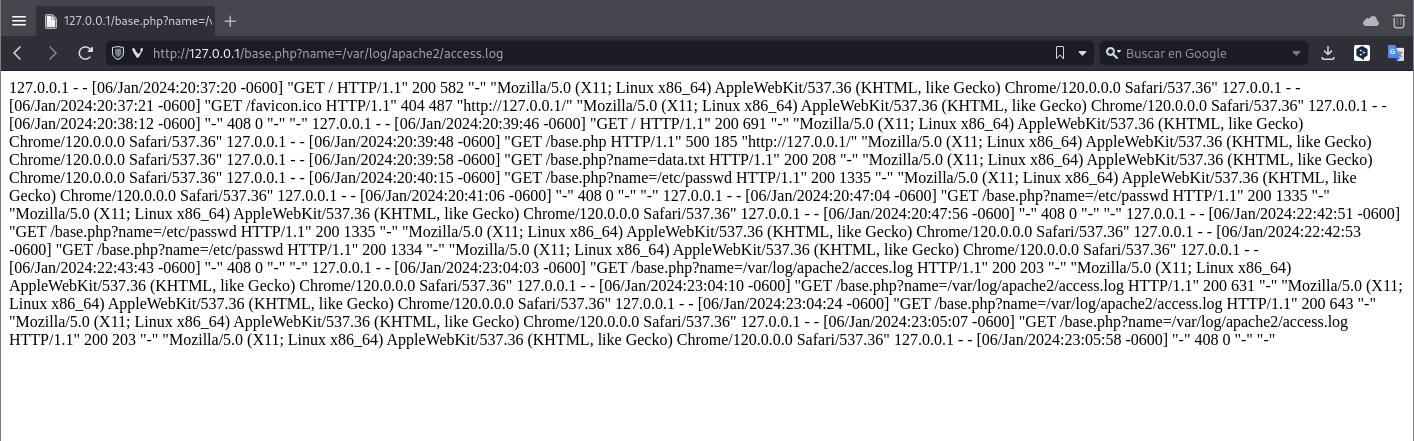 127.0.0.1/base.php?name=/v
http://127.0.0.1/base.php?name=/var/log/apache2/access.log
Buscar en Google
127.0.0.1 - - [06/Jan/2024:20:37:20 -0600] "GET / HTTP/1.1" 200 582 "-" "Mozilla/5.0 (X11; Linux x86_64) AppleWebKit/537.36 (KHTML, like Gecko) Chrome/120.0.0.0 Safari/537.36" 127.0.0.1 - -
[06/Jan/2024:20:37:21 -0600] "GET /favicon.ico HTTP/1.1" 404 487 "http://127.0.0.1/" "Mozilla/5.0 (X11; Linux x86_64) AppleWebKit/537.36 (KHTML, like Gecko) Chrome/120.0.0.0 Safari/537.36" 127.0.0.1 - -
[06/Jan/2024:20:38:12 -0600] "-" 408 0 "-" "-" 127.0.0.1 - - [06/Jan/2024:20:39:46 -0600] "GET / HTTP/1.1" 200 691 "-" "Mozilla/5.0 (X11; Linux x86_64) AppleWebKit/537.36 (KHTML, like Gecko)
Chrome/120.0.0.0 Safari/537.36" 127.0.0.1 - - [06/Jan/2024:20:39:48 -0600] "GET /base.php HTTP/1.1" 500 185 "http://127.0.0.1/" "Mozilla/5.0 (X11; Linux x86_64) AppleWebKit/537.36 (KHTML, like Gecko)
Chrome/120.0.0.0 Safari/537.36" 127.0.0.1 - - [06/Jan/2024:20:39:58 -0600] "GET /base.php?name=data.txt HTTP/1.1" 200 208 "-" "Mozilla/5.0 (X11; Linux x86_64) AppleWebKit/537.36 (KHTML, like Gecko)
Chrome/120.0.0.0 Safari/537.36" 127.0.0.1 - - [06/Jan/2024:20:40:15 -0600] "GET /base.php?name=/etc/passwd HTTP/1.1" 200 1335 "-" "Mozilla/5.0 (X11; Linux x86_64) AppleWebKit/537.36 (KHTML, like
Gecko) Chrome/120.0.0.0 Safari/537.36" 127.0.0.1 - - [06/Jan/2024:20:41:06 -0600] "-" 408 0 "-" "-" 127.0.0.1 - - [06/Jan/2024:20:47:04 -0600] "GET /base.php?name=/etc/passwd HTTP/1.1" 200 1335 "-"
"Mozilla/5.0 (X11; Linux x86_64) AppleWebKit/537.36 (KHTML, like Gecko) Chrome/120.0.0.0 Safari/537.36" 127.0.0.1 - - [06/Jan/2024:20:47:56 -0600] "-" 408 0 "-" "-" 127.0.0.1 - - [06/Jan/2024:22:42:51 -0600]
"GET /base.php?name=/etc/passwd HTTP/1.1" 200 1335 "-" "Mozilla/5.0 (X11; Linux x86_64) AppleWebKit/537.36 (KHTML, like Gecko) Chrome/120.0.0.0 Safari/537.36" 127.0.0.1 - - [06/Jan/2024:22:42:53
-0600] "GET /base.php?name=/etc/passwd HTTP/1.1" 200 1334 "-" "Mozilla/5.0 (X11; Linux x86_64) AppleWebKit/537.36 (KHTML, like Gecko) Chrome/120.0.0.0 Safari/537.36" 127.0.0.1 - -
[06/Jan/2024:22:43:43 -0600] "-" 408 0 "-" "-" 127.0.0.1 - - [06/Jan/2024:23:04:03 -0600] "GET /base.php?name=/var/log/apache2/acces.log HTTP/1.1" 200 203 "-" "Mozilla/5.0 (X11; Linux x86_64)
AppleWebKit/537.36 (KHTML, like Gecko) Chrome/120.0.0.0 Safari/537.36" 127.0.0.1 - - [06/Jan/2024:23:04:10 -0600] "GET /base.php?name=/var/log/apache2/access.log HTTP/1.1" 200 631 "-" "Mozilla/5.0 (X11;
Linux x86_64) AppleWebKit/537.36 (KHTML, like Gecko) Chrome/120.0.0.0 Safari/537.36" 127.0.0.1 - - [06/Jan/2024:23:04:24 -0600] "GET /base.php?name=/var/log/apache2/access.log HTTP/1.1" 200 643 "-"
"Mozilla/5.0 (X11; Linux x86_64) AppleWebKit/537.36 (KHTML, like Gecko) Chrome/120.0.0.0 Safari/537.36" 127.0.0.1 - - [06/Jan/2024:23:05:07 -0600] "GET /base.php?name=/var/log/apache2/access.log
HTTP/1.1" 200 203 "-" "Mozilla/5.0 (X11; Linux x86_64) AppleWebKit/537.36 (KHTML, like Gecko) Chrome/120.0.0.0 Safari/537.36" 127.0.0.1 - - [06/Jan/2024:23:05:58 -0600] "-" 408 0 "-" "-"